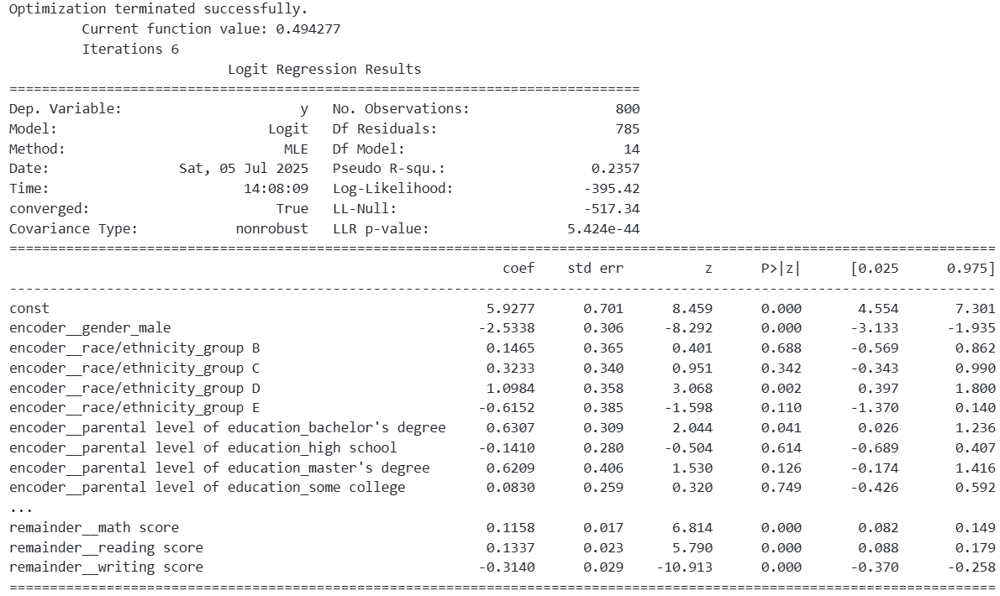 Optimization terminated successfully.
         Current function value: 0.494277
         Iterations 6
                           Logit Regression Results
==============================================================================
Dep. Variable:                      y   No. Observations:                  800
Model:                          Logit   Df Residuals:                      785
Method:                           MLE   Df Model:                           14
Date:                Sat, 05 Jul 2025   Pseudo R-squ.:                  0.2357
Time:                        14:08:09   Log-Likelihood:                -395.42
converged:                       True   LL-Null:                       -517.34
Covariance Type:            nonrobust   LLR p-value:                 5.424e-44
==========================================================================================================================
                                                             coef    std err          z      P>|z|      [0.025      0.975]
--------------------------------------------------------------------------------------------------------------------------
const                                                      5.9277      0.701      8.459      0.000       4.554       7.301
encoder__gender_male                                      -2.5338      0.306     -8.292      0.000      -3.133      -1.935
encoder__race/ethnicity_group B                            0.1465      0.365      0.401      0.688      -0.569       0.862
encoder__race/ethnicity_group C                            0.3233      0.340      0.951      0.342      -0.343       0.990
encoder__race/ethnicity_group D                            1.0984      0.358      3.068      0.002       0.397       1.800
encoder__race/ethnicity_group E                           -0.6152      0.385     -1.598      0.110      -1.370       0.140
encoder__parental level of education_bachelor's degree     0.6307      0.309      2.044      0.041       0.026       1.236
encoder__parental level of education_high school          -0.1410      0.280     -0.504      0.614      -0.689       0.407
encoder__parental level of education_master's degree       0.6209      0.406      1.530      0.126      -0.174       1.416
encoder__parental level of education_some college          0.0830      0.259      0.320      0.749      -0.426       0.592
...
remainder__math score                                      0.1158      0.017      6.814      0.000       0.082       0.149
remainder__reading score                                   0.1337      0.023      5.790      0.000       0.088       0.179
remainder__writing score                                  -0.3140      0.029    -10.913      0.000      -0.370      -0.258
==========================================================================================================================